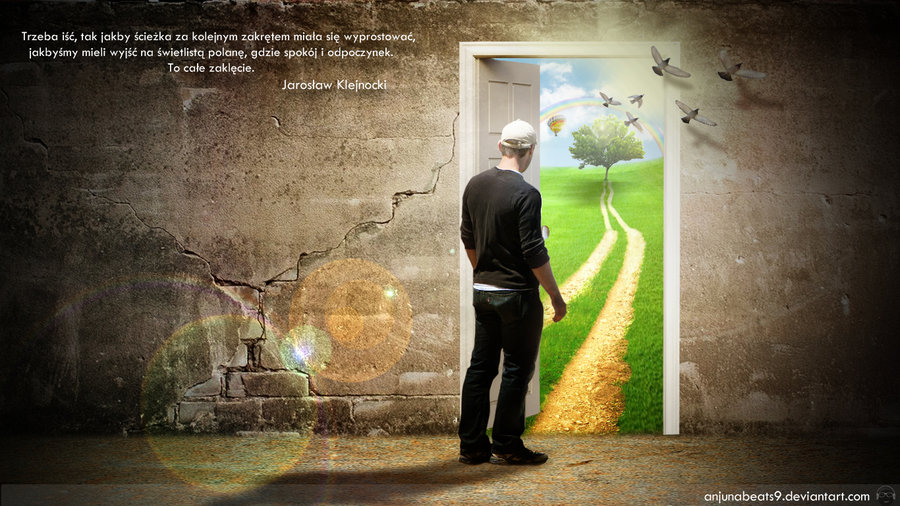 Trzeba iść, tak jakby ścieżka za kolejnym zakrętem miała się wyprostować,
jakbyśmy mieli wyjść na świetlistą polanę, gdzie spokój i odpoczynek.
To całe zaklęcie.
Jarosław Klejnocki
anjunabeats9.deviantart.com